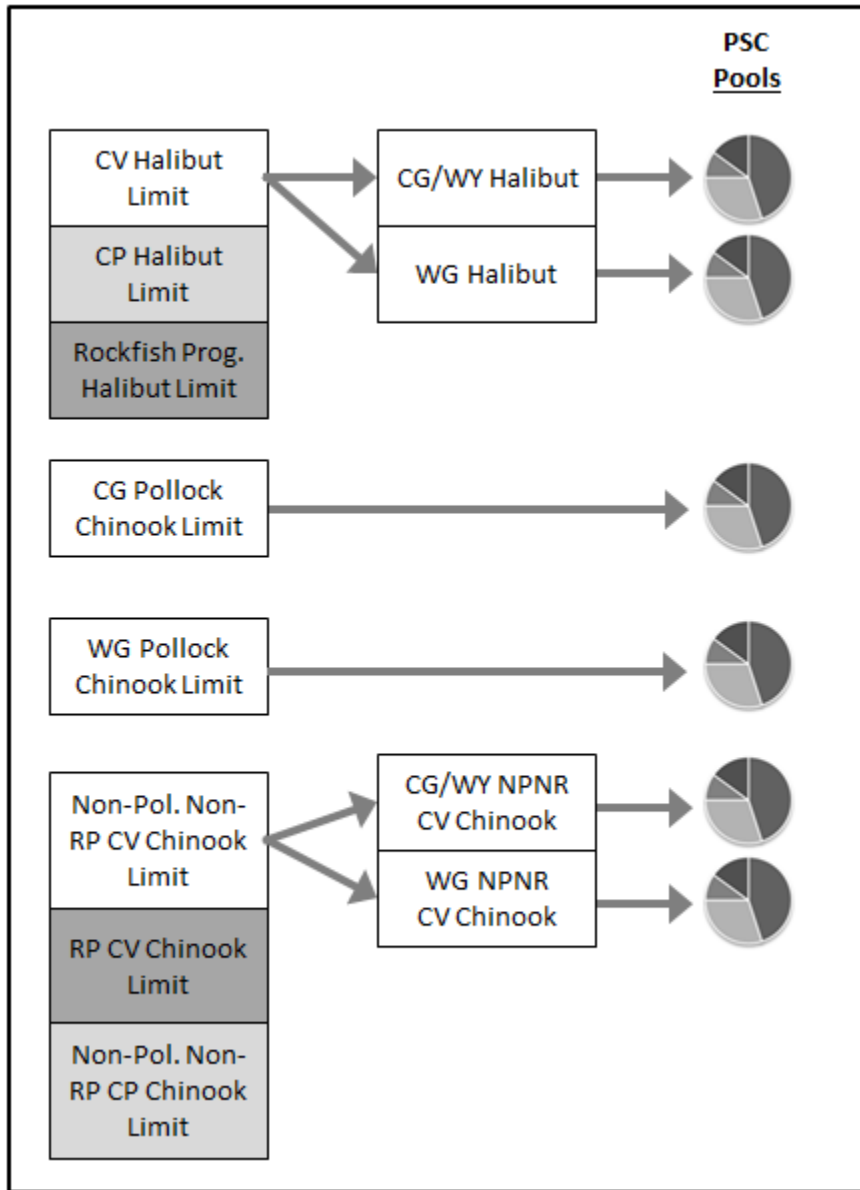 PSC
Pools
CV Halibut
Limit
CP Halibut
Limit
Rockfish Prog.
Halibut Limit
CG/WY Halibut
WG Halibut
CG Pollock
Chinook Limit
WG Pollock
Chinook Limit
Non-Pol. Non-
RP CV Chinook
Limit
RP CV Chinook
Limit
Non-Pol. Non-
RP CP Chinook
Limit
CG/WY NPNR
CV Chinook
WG NPNR
CV Chinook